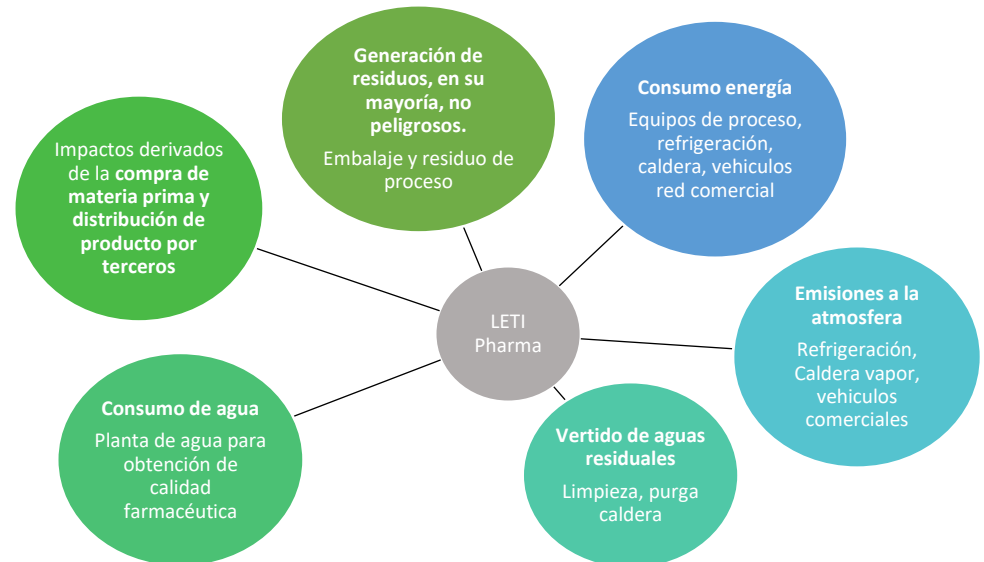 Generación de
residuos, en su
mayoría, no
peligrosos.
Embalaje y residuo de
proceso
Consumo energía
Equipos de proceso,
refrigeración,
caldera, vehiculos
red comercial
Impactos derivados
de la compra de
materia prima y
distribución de
producto por
terceros
LETI
Pharma
Emisiones a la
atmosfera
Refrigeración,
Caldera vapor,
vehiculos
comerciales
Consumo de agua
Planta de agua para
obtención de
calidad
farmacéutica
Vertido de aguas
residuales
Limpieza, purga
caldera